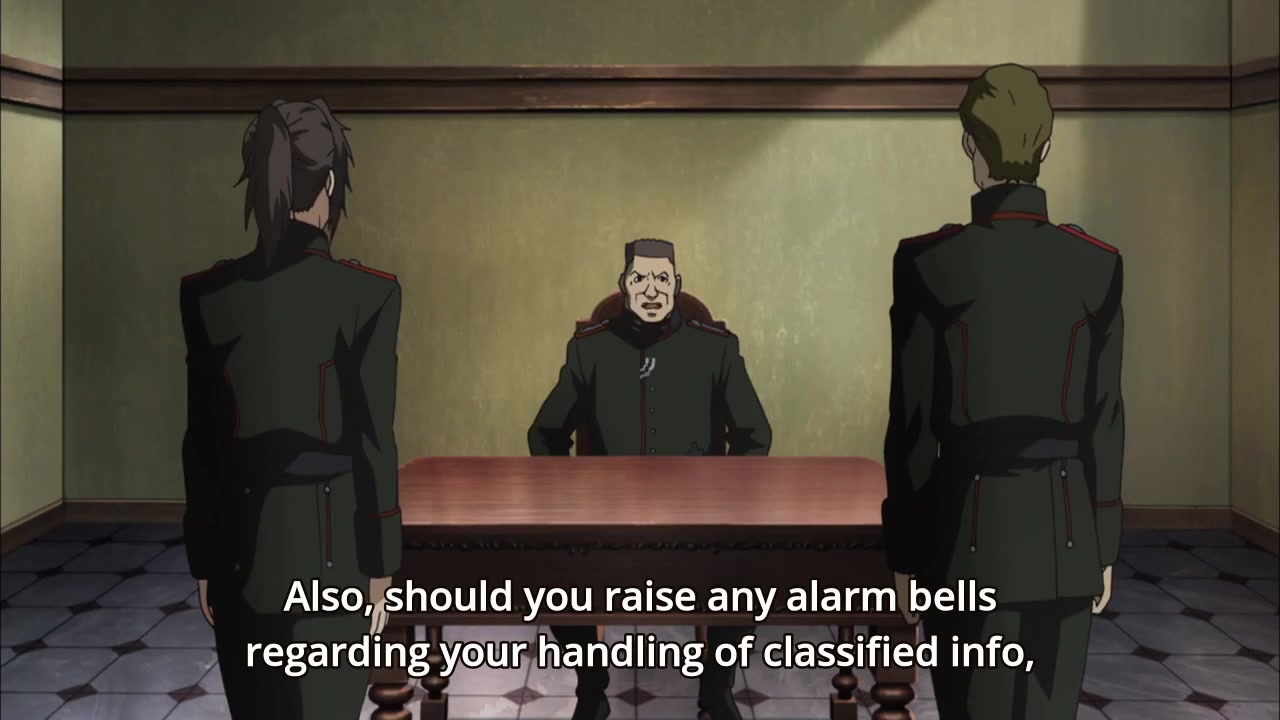 Also, should you raise any alarm bells
regarding your handling of classified info,